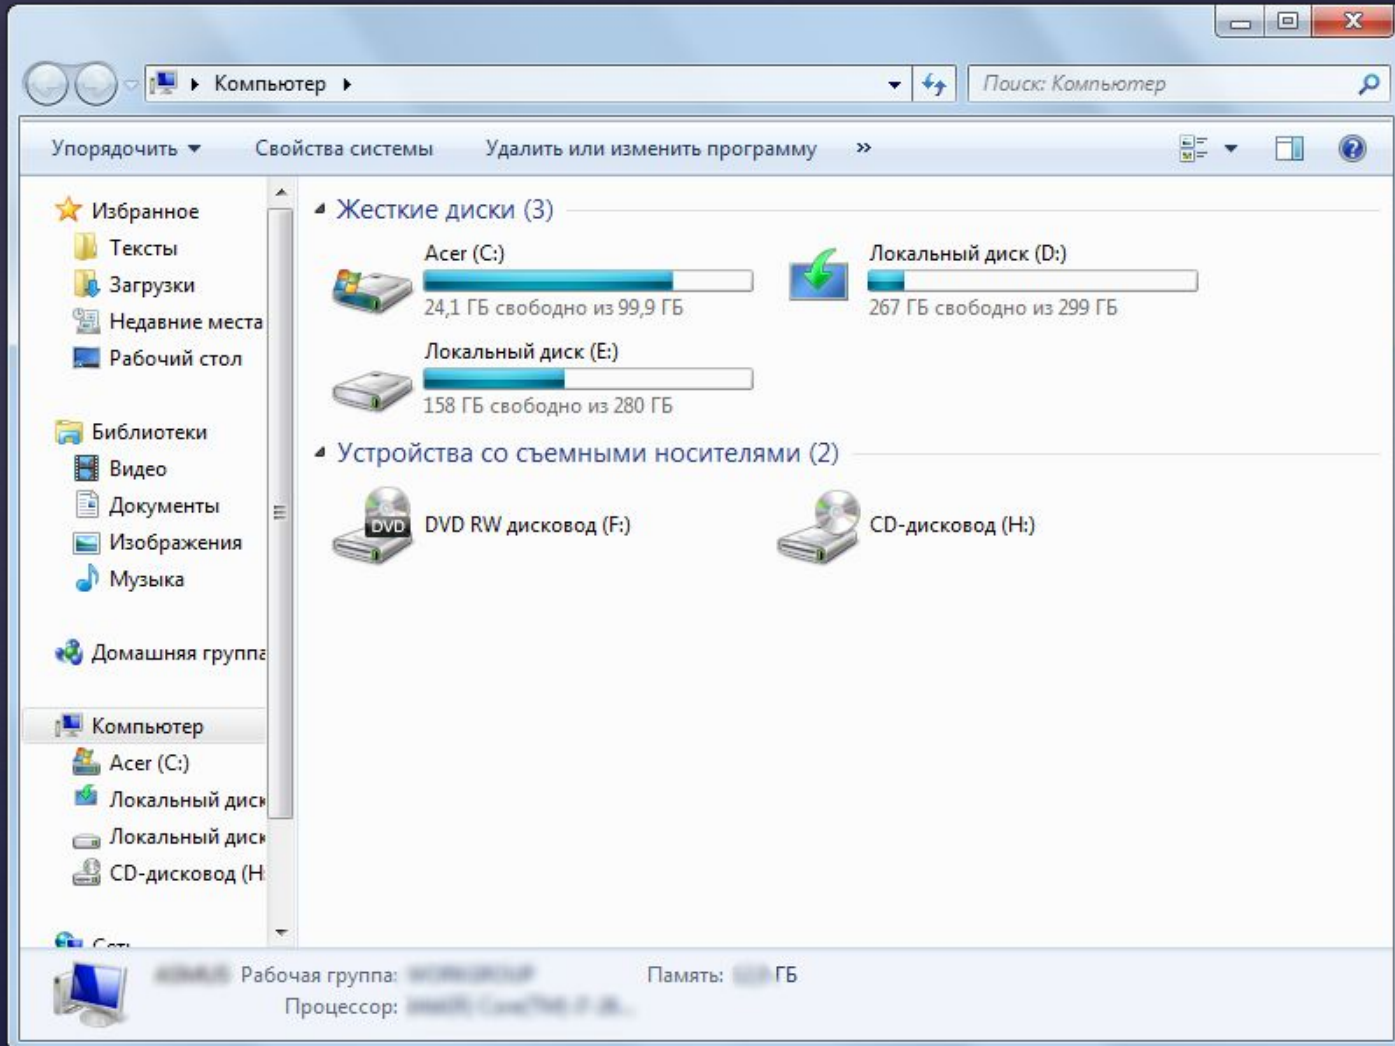 Компьютер
Поиск: Компьютер
Упорядочить Свойства системы Удалить или изменить программу »
Избранное
Тексты
Загрузки
Недавние места
Рабочий стол
Библиотеки
Видео
Документы
Изображения
Музыка
Домашняя группа
Компьютер
Acer (C:)
Локальный диск
Локальный диск
CD-дисковод (H:
Сеть
Жесткие диски (3)
Acer (C:)
24,1 ГБ свободно из 99,9 ГБ
Локальный диск (D:)
267 ГБ свободно из 299 ГБ
Локальный диск (E:)
158 ГБ свободно из 280 ГБ
Устройства со съемными носителями (2)
DVD
DVD RW дисковод (F:)
CD-дисковод (H:)
Рабочая группа: Память: ГБ
Процессор: